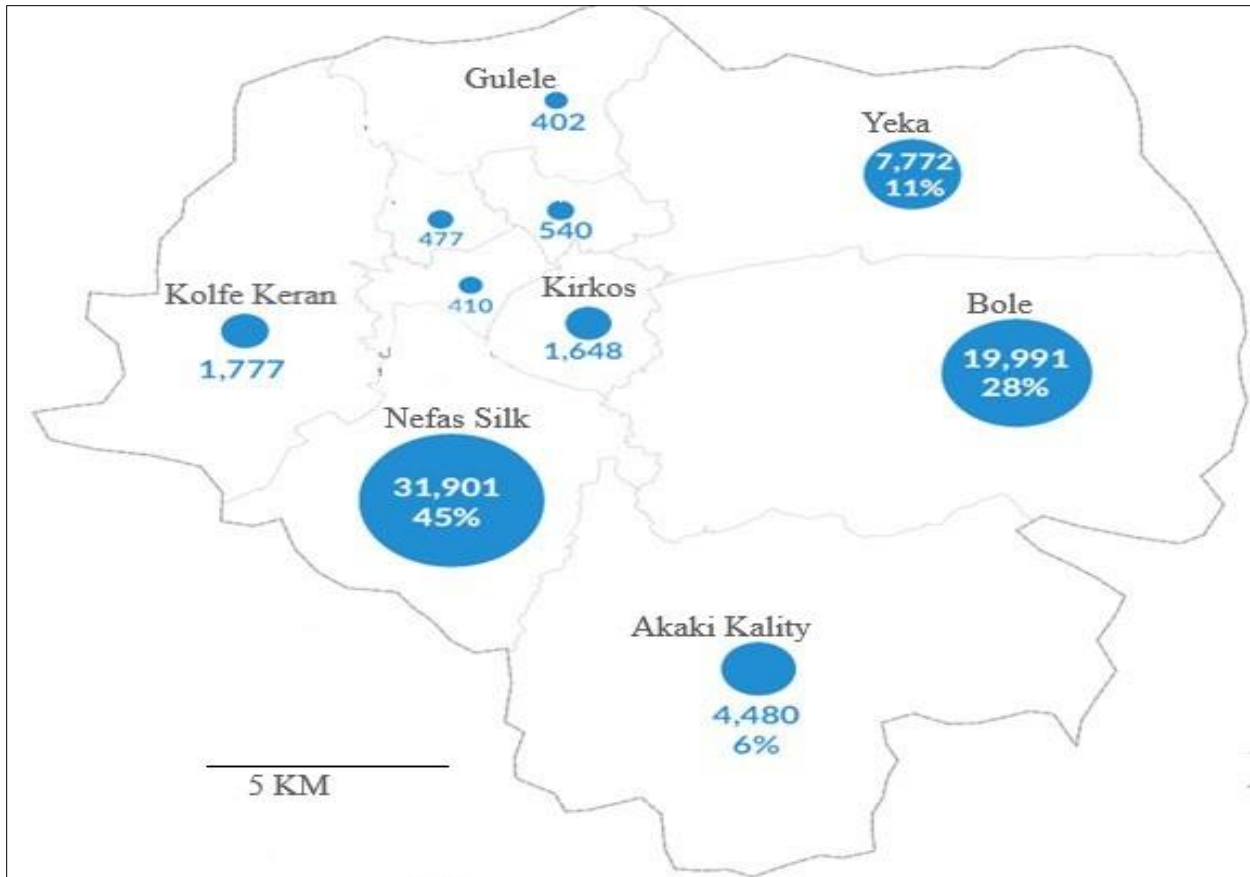 Gulele
402
Yeka
7,772
11%
477
540
Kolfe Keran
1,777
410
Kirkos
1,648
Bole
19,991
28%
Nefas Silk
31,901
45%
Akaki Kality
4,480
6%
5 KM